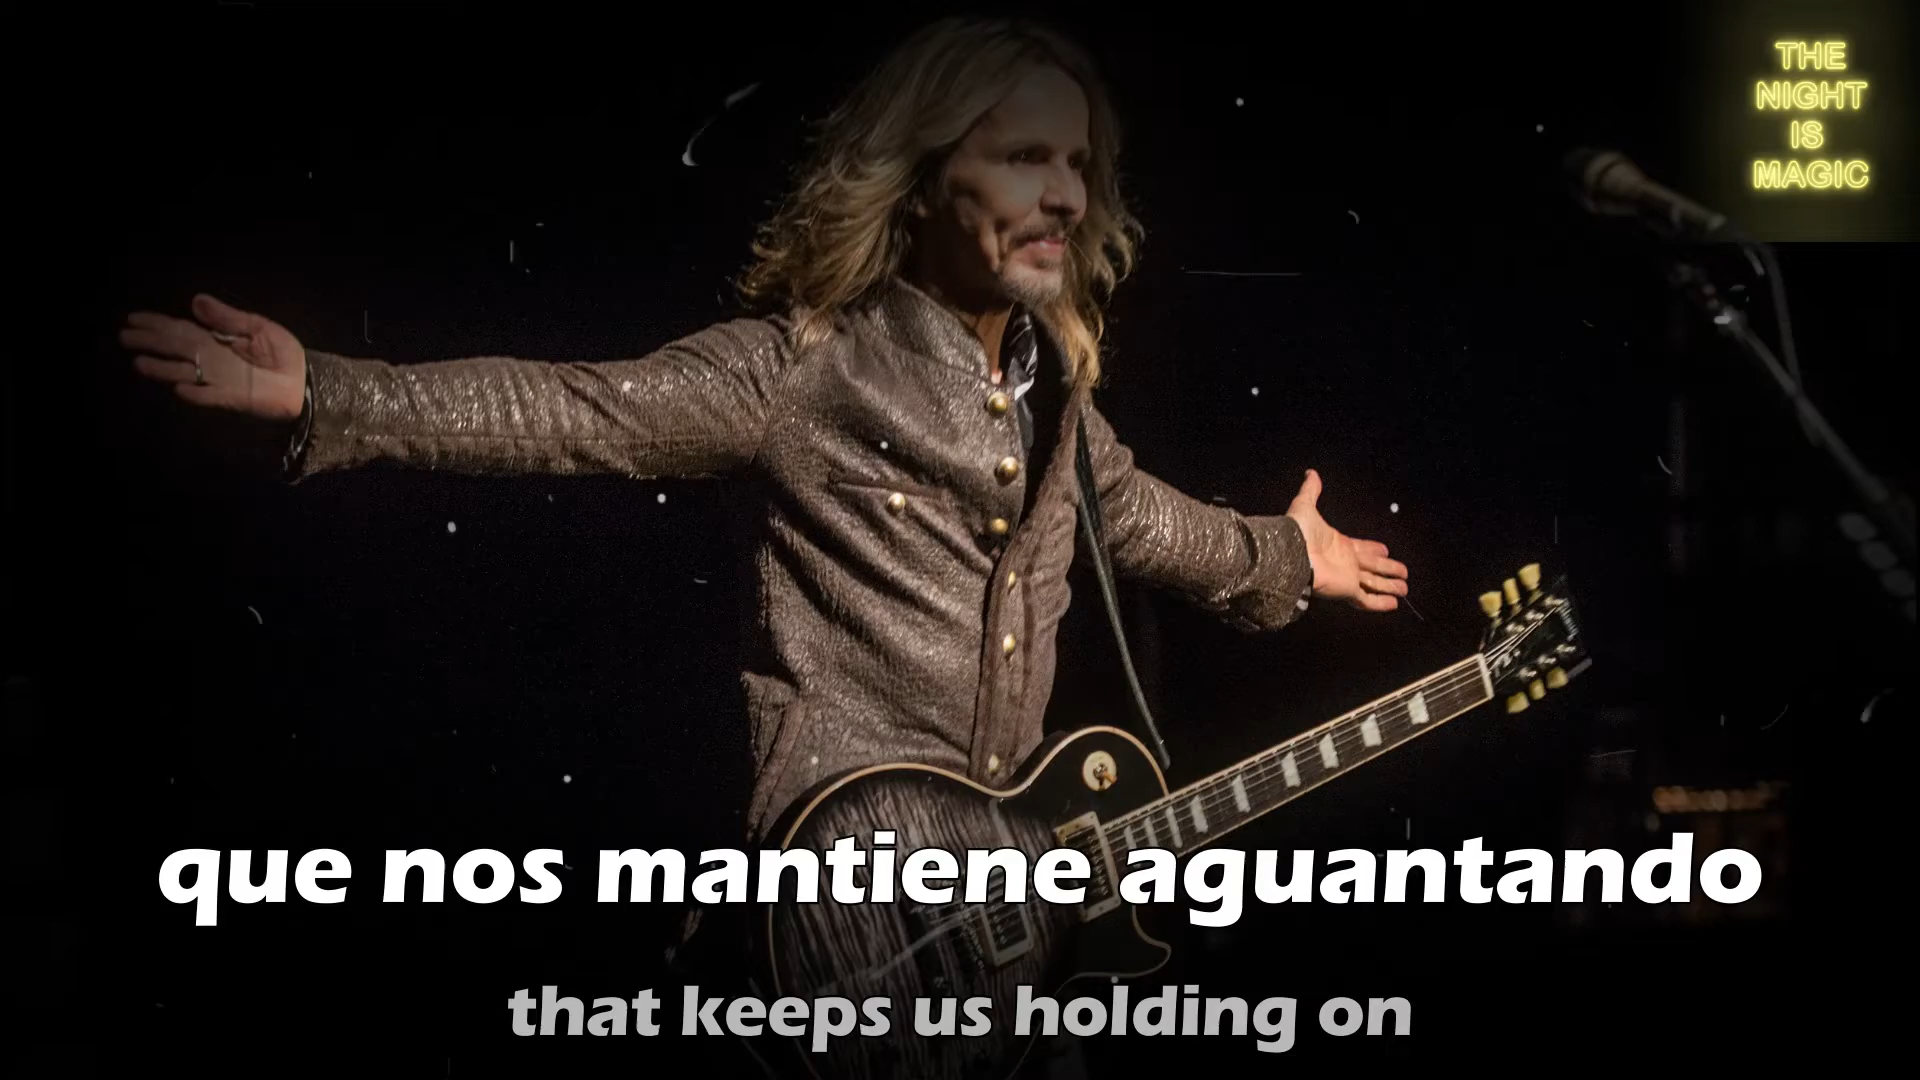 THE
NIGHT
IS
MAGIC
que nos mantiene aguantando
that keeps us holding on